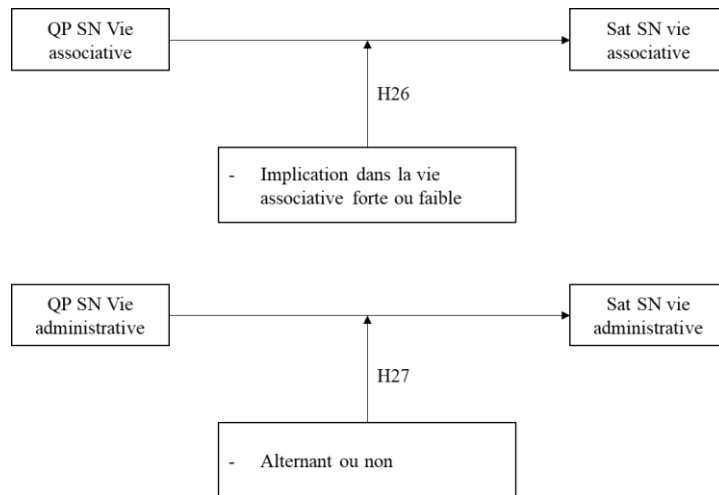 QP SN Vie
associative
Sat SN vie
associative
H26
- Implication dans la vie
associative forte ou faible
QP SN Vie
administrative
Sat SN vie
administrative
H27
- Alternant ou non